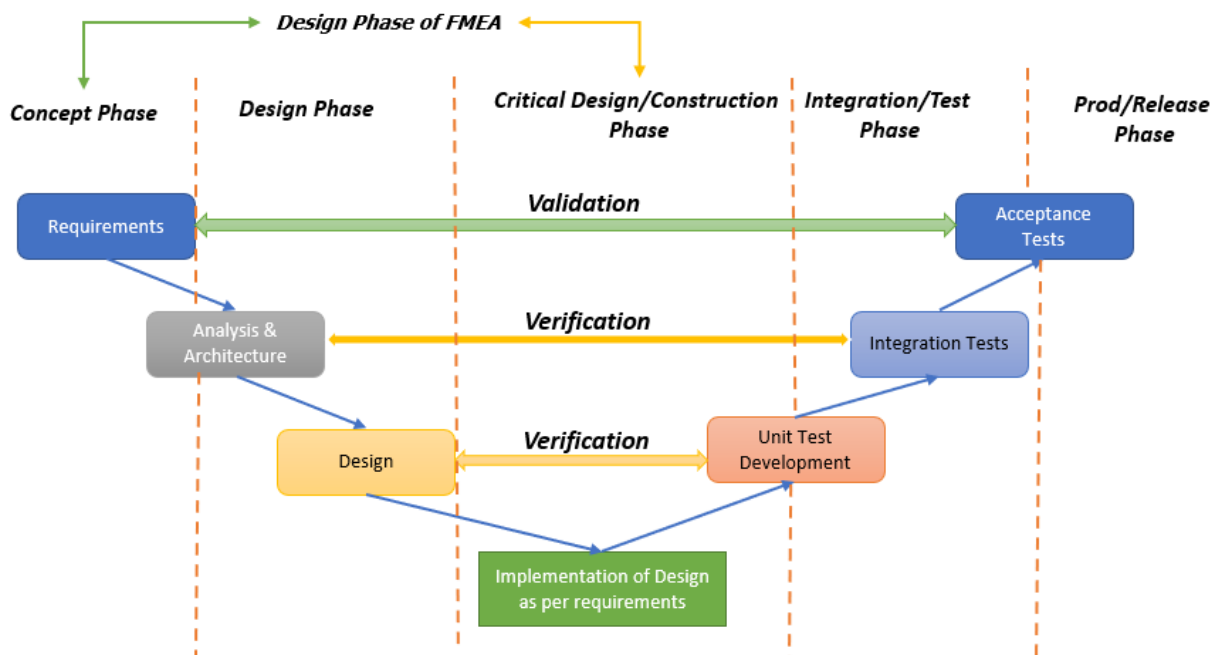 Design Phase of FMEA
Concept Phase
Design Phase
Critical Design/Construction
Phase
Integration/Test
Phase
Prod/Release
Phase
Requirements
Validation
Acceptance
Tests
Analysis &
Architecture
Verification
Integration Tests
Design
Verification
Unit Test
Development
Implementation of Design
as per requirements